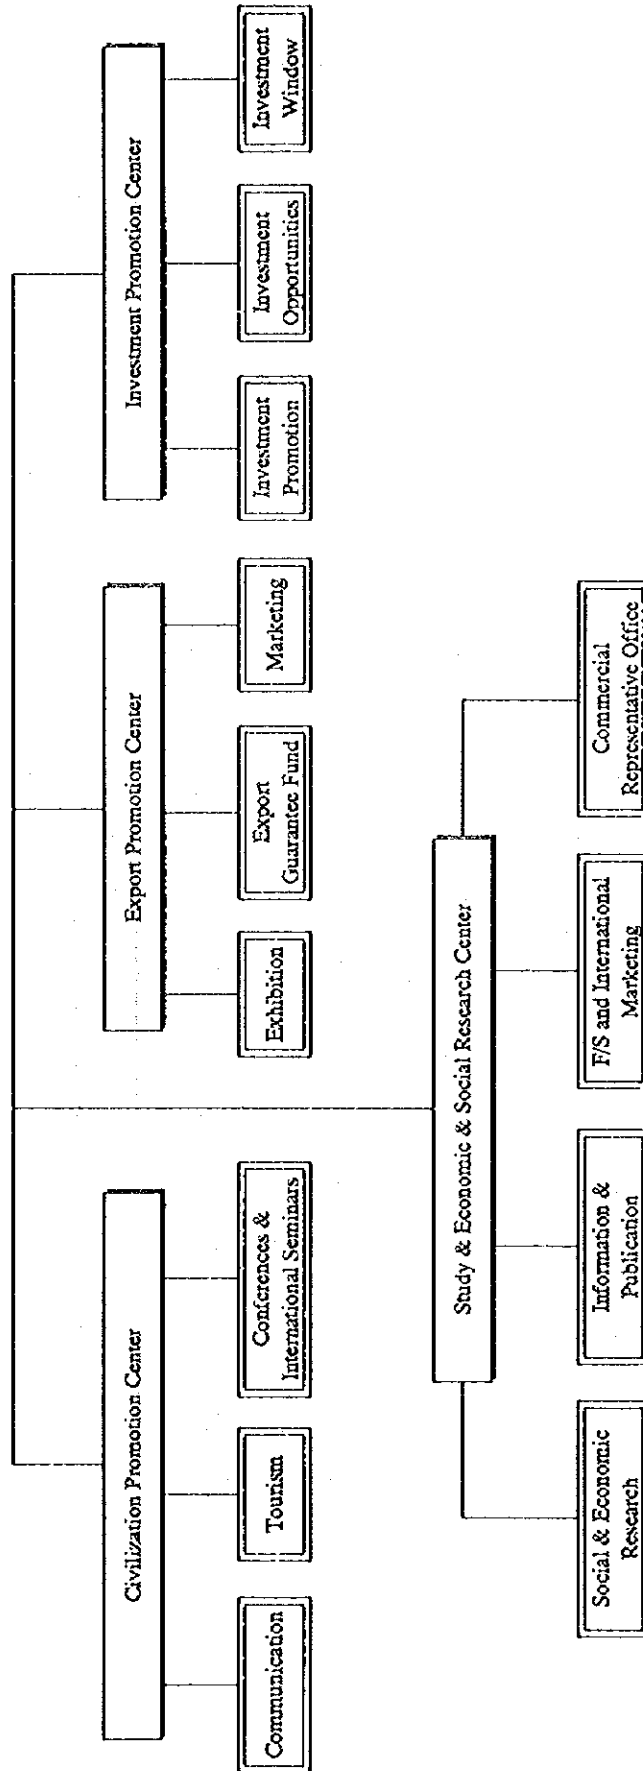 Civilization Promotion Center
Export Promotion Center
Investment Promotion Center
Communication
Tourism
Conferences &
International Seminars
Exhibition
Export
Guarantee Fund
Marketing
Investment
Promotion
Investment
Opportunities
Investment
Window
Study & Economic & Social Research Center
Social & Economic
Research
Information &
Publication
F/S and International
Marketing
Commercial
Representative Office